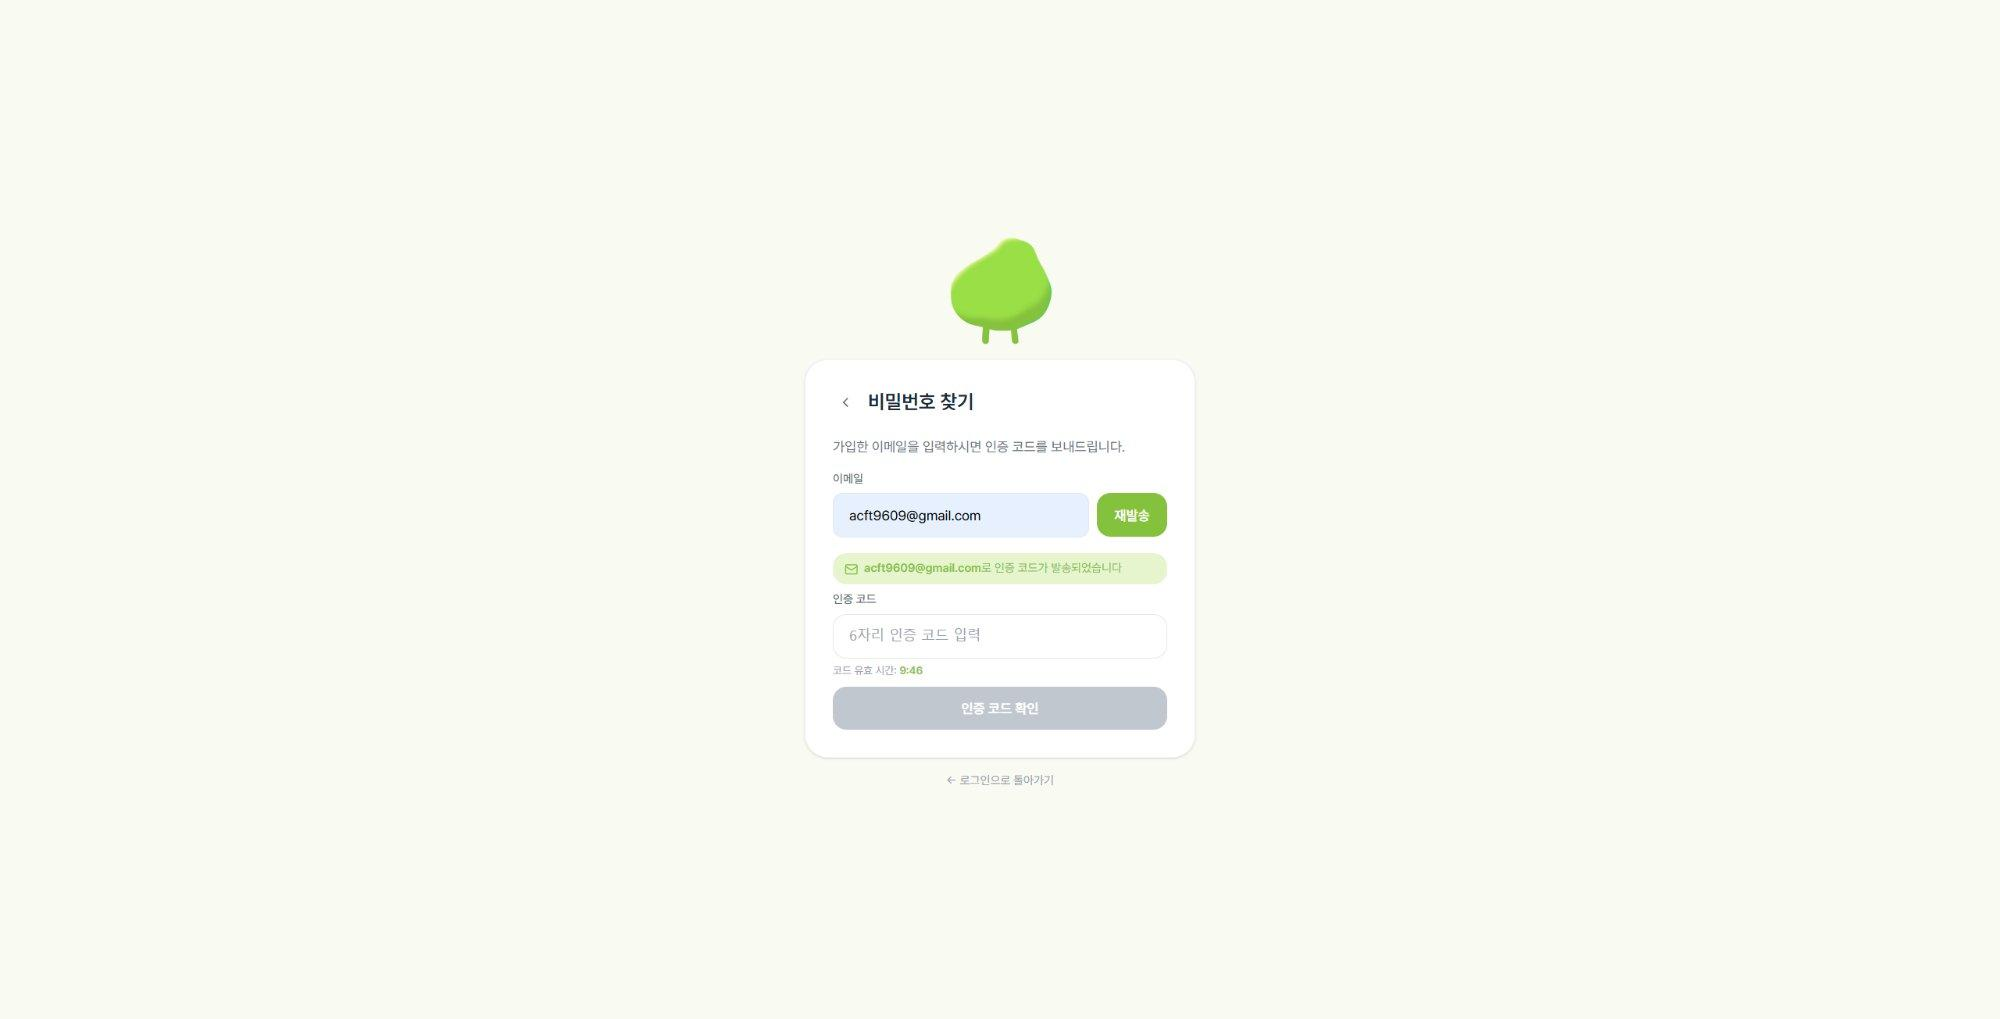 비밀번호 찾기
가입한 이메일을 입력하시면 인증 코드를 보내드립니다.
이메일
acft9609@gmail.com
재발송
acft9609@gmail.com로 인증 코드가 발송되었습니다
인증 코드
6자리 인증 코드 입력
코드 유효 시간: 9:46
인증 코드 확인
← 로그인으로 돌아가기